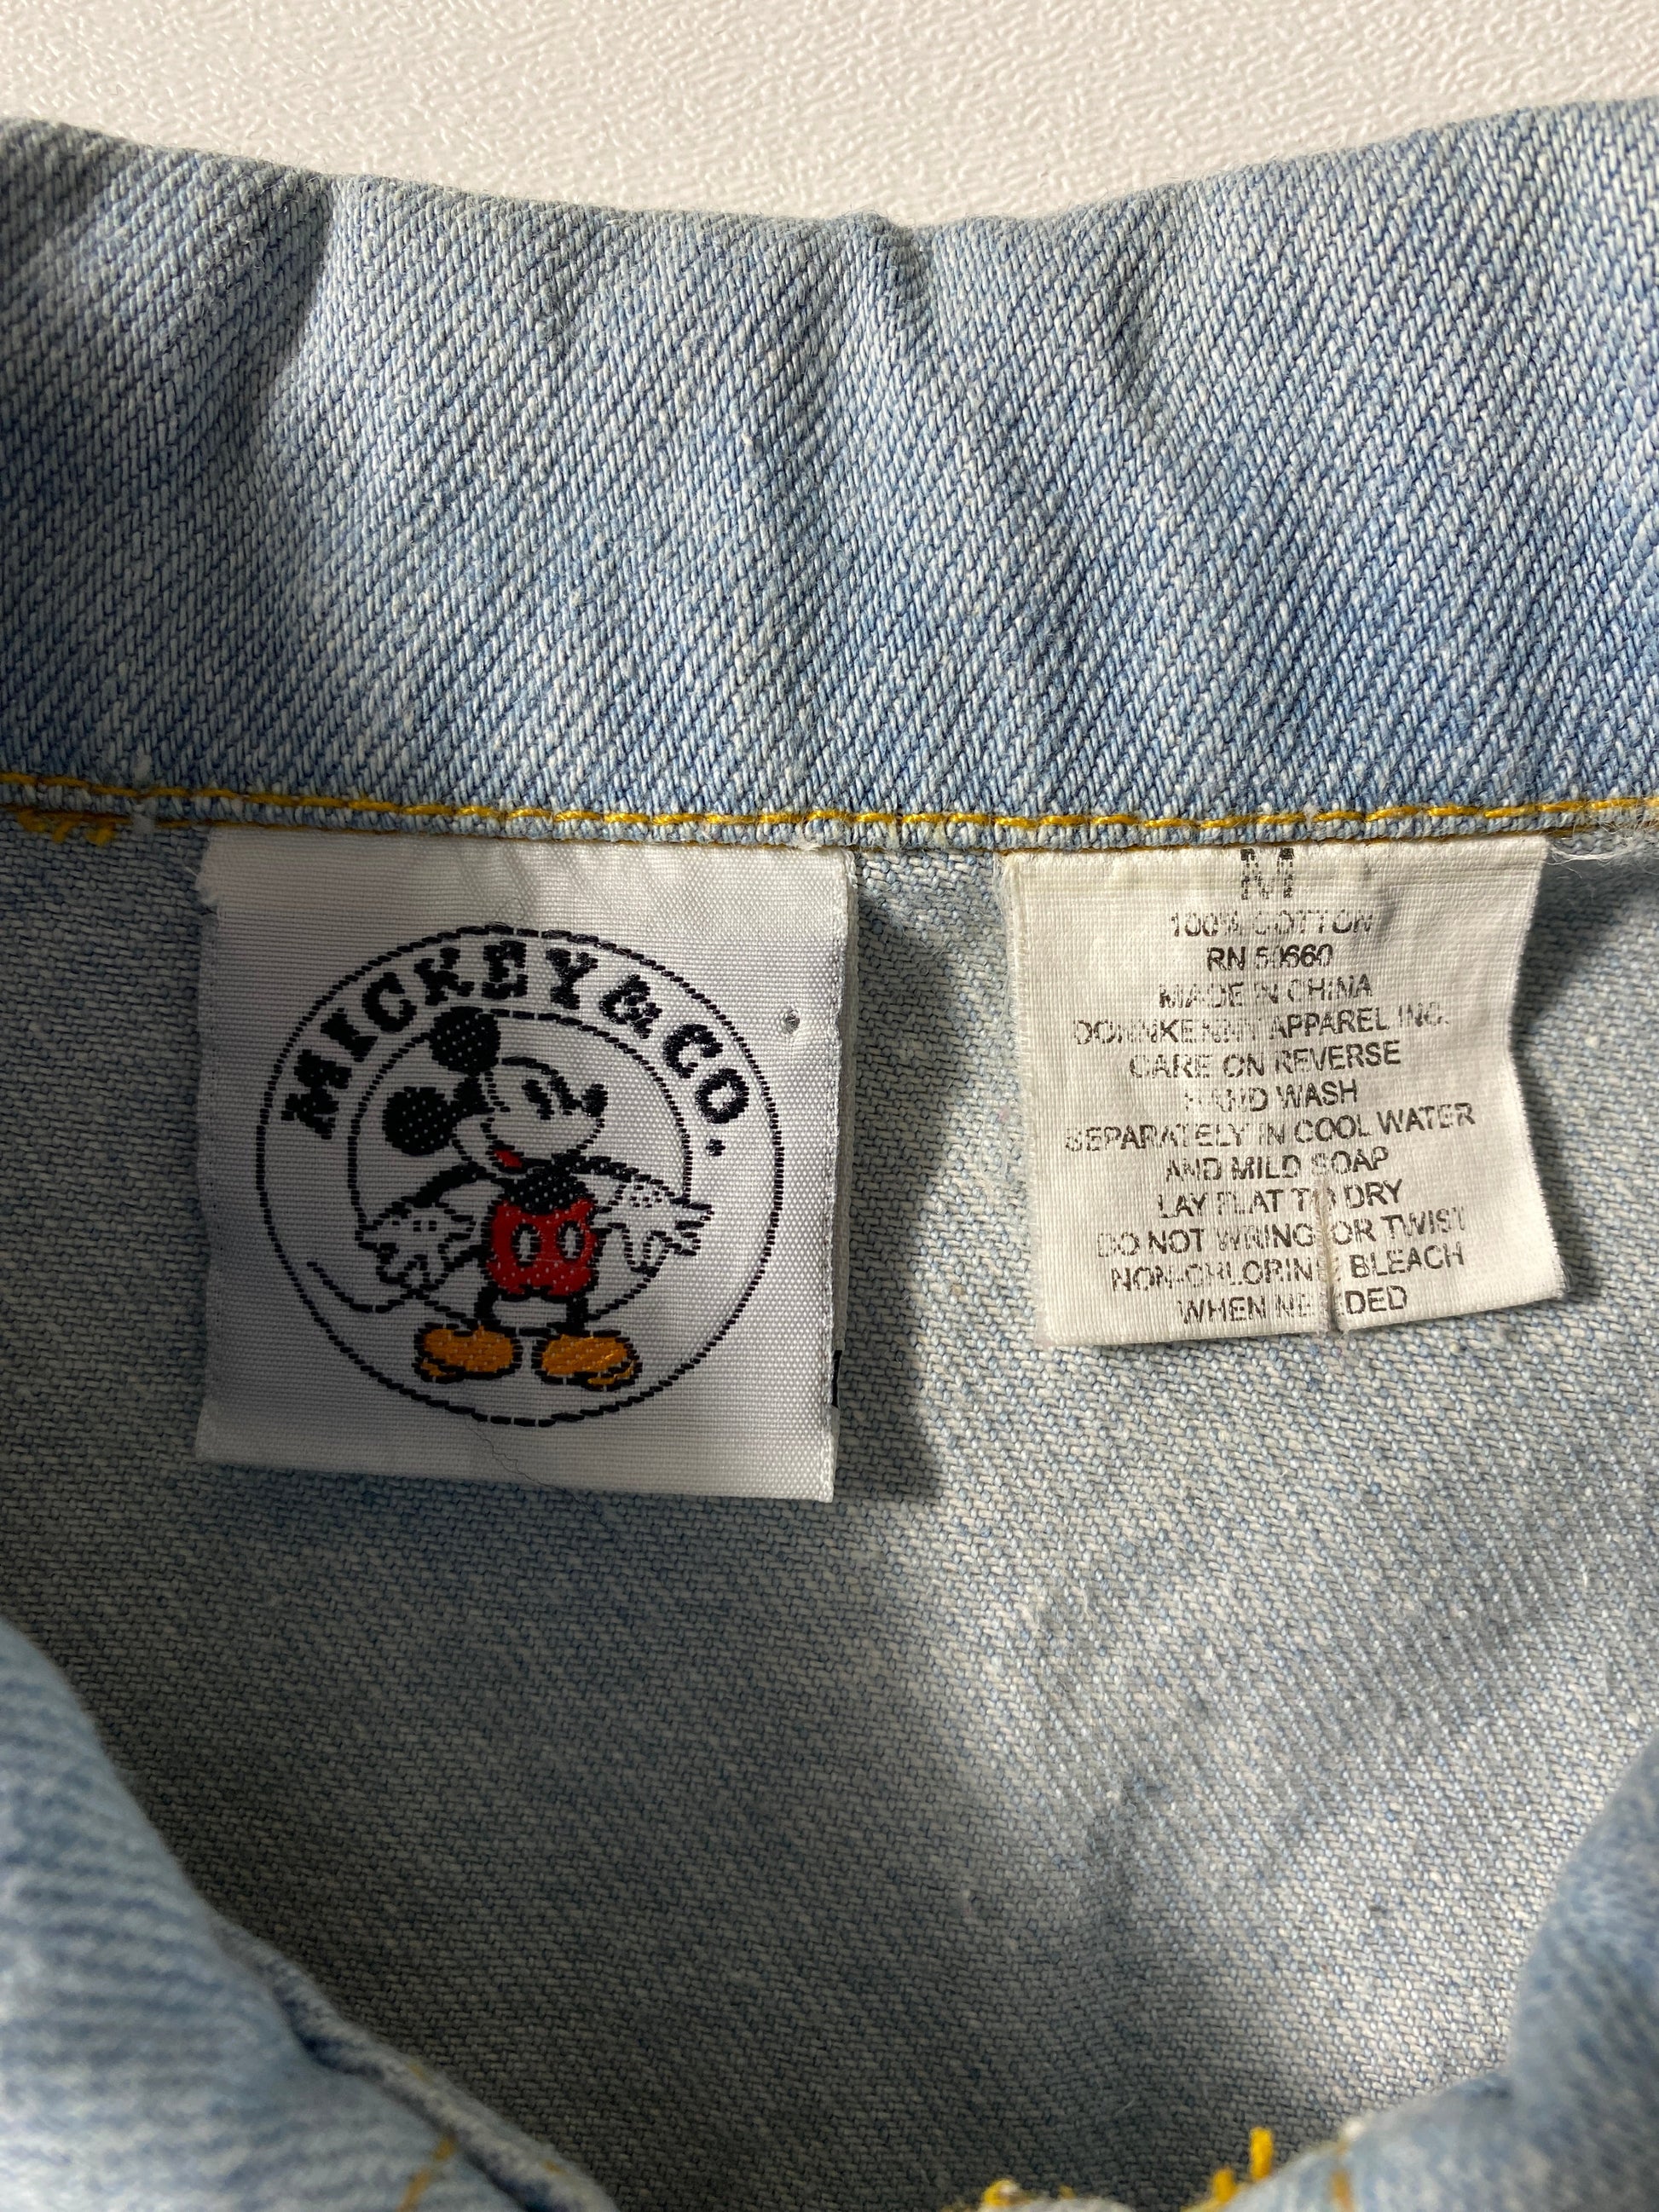 MICKEY & CO.
M
100% COTTON
RN 50660
MADE IN CHINA
DONNKENNY APPAREL INC.
CARE ON REVERSE
HAND WASH
SEPARATELY IN COOL WATER
AND MILD SOAP
LAY FLAT TO DRY
DO NOT WRING OR TWIST
NON-CHLORINE BLEACH
WHEN NEEDED